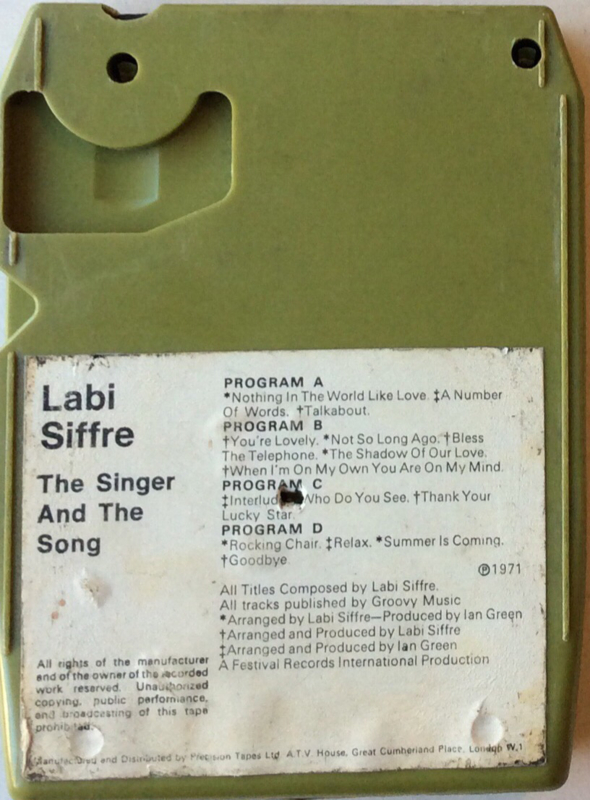 Labi
Siffre
The Singer
And The
Song
PROGRAM A
*Nothing In The World Like Love. ‡A Number
Of Words. †Talkabout.
PROGRAM B
†You're Lovely. *Not So Long Ago. †Bless
The Telephone. *The Shadow Of Our Love.
†When I'm On My Own You Are On My Mind.
PROGRAM C
‡Interlud Who Do You See. †Thank Your
Lucky Star.
PROGRAM D
*Rocking Chair. ‡Relax. *Summer Is Coming.
†Goodbye
℗1971
All Titles Composed by Labi Siffre.
All tracks published by Groovy Music
*Arranged by Labi Siffre—Produced by Ian Green
†Arranged and Produced by Labi Siffre
‡Arranged and Produced by Ian Green
A Festival Records International Production
All rights of the manufacturer
and of the owner of the recorded
work reserved. Unauthorized
copying, public performance,
and broadcasting of this tape
prohibited.
Manufactured and Distributed by Precision Tapes Ltd. A.T.V. House, Great Cumberland Place, London W.1